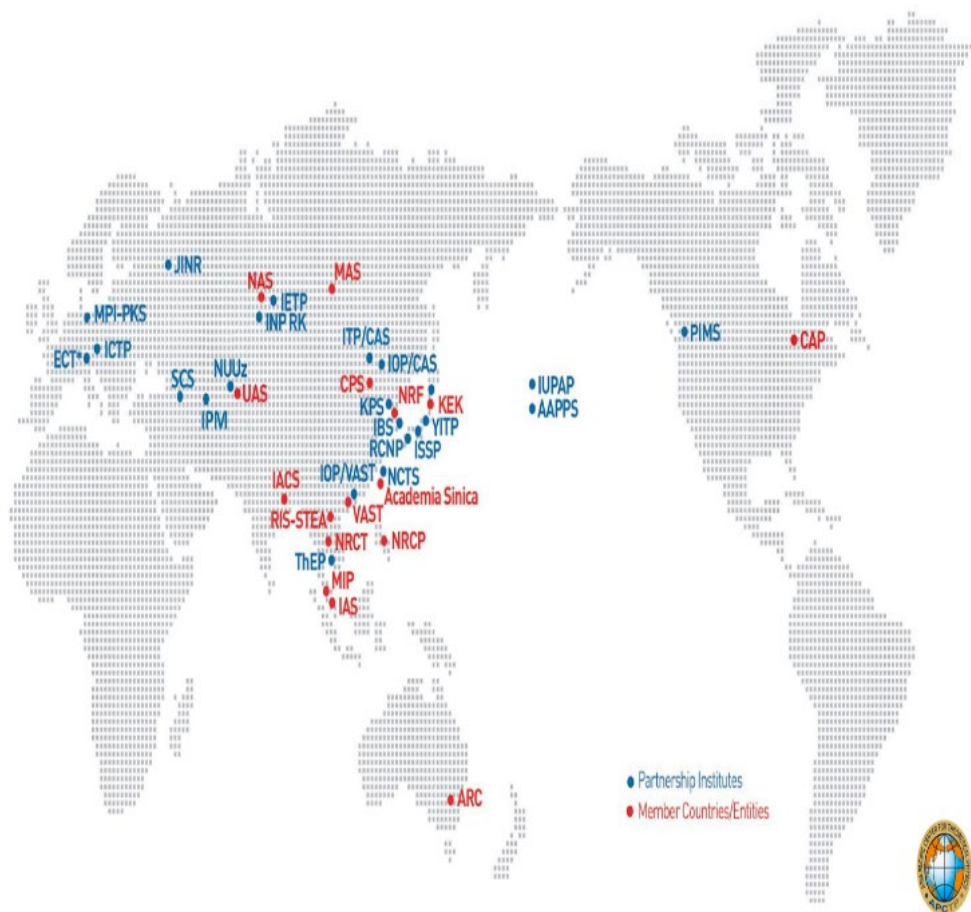 JINR
NAS
MAS
IETP
MPI-PKS
INP RK
ITP/CAS
PIMS
CAP
ICTP
ECT*
IOP/CAS
NUUz
SCS
UAS
CPS
IUPAP
IPM
KPS
NRF
KEK
AAPPS
IBS
YITP
RCNP
ISSP
IOP/VAST
NCTS
IACS
Academia Sinica
RIS-STEA
VAST
NRCT
NRCP
ThEP
MIP
IAS
Partnership Institutes
ARC
Member Countries/Entities